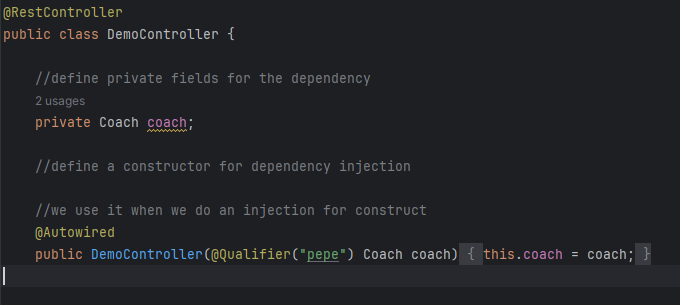 @RestController
public class DemoController {
//define private fields for the dependency
2 usages
private Coach coach;
//define a constructor for dependency injection
//we use it when we do an injection for construct
@Autowired
public DemoController(@Qualifier("pepe") Coach coach) { this.coach = coach; }